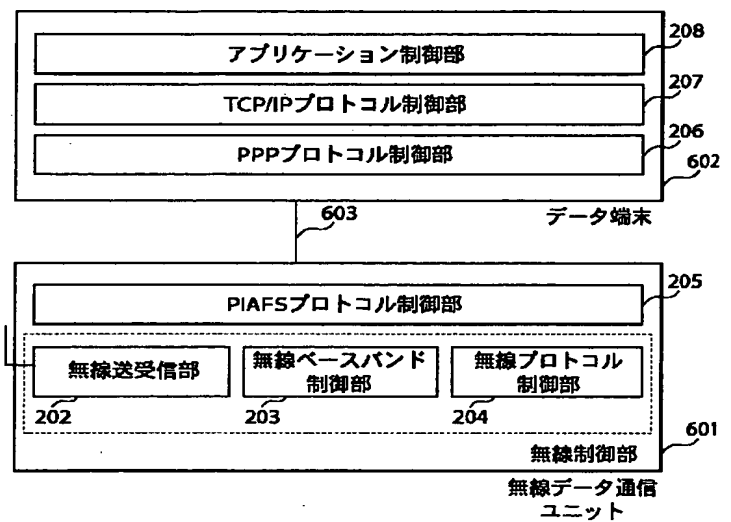 208
アプリケーション制御部
207
TCP/IPプロトコル制御部
206
PPPプロトコル制御部
602
データ端末
603
205
PIAFSプロトコル制御部
無線送受信部
無線ベースバンド
制御部
無線プロトコル
制御部
202
203
204
601
無線制御部
無線データ通信
ユニット